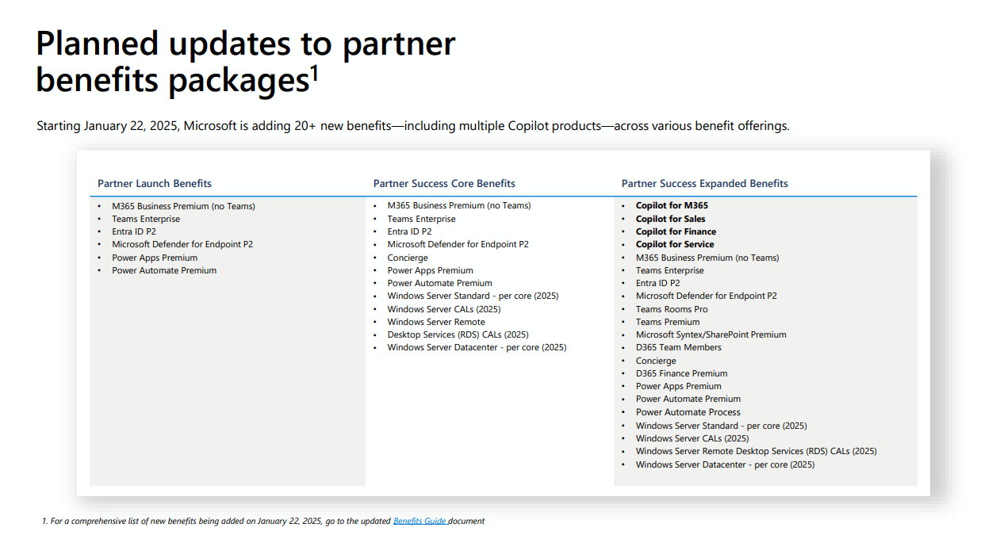 Planned updates to partner
benefits packages1
Starting January 22, 2025, Microsoft is adding 20+ new benefits—including multiple Copilot products—across various benefit offerings.
Partner Launch Benefits
• M365 Business Premium (no Teams)
• Teams Enterprise
• Entra ID P2
• Microsoft Defender for Endpoint P2
• Power Apps Premium
• Power Automate Premium
Partner Success Core Benefits
• M365 Business Premium (no Teams)
• Teams Enterprise
• Entra ID P2
• Microsoft Defender for Endpoint P2
• Concierge
• Power Apps Premium
• Power Automate Premium
• Windows Server Standard - per core (2025)
• Windows Server CALs (2025)
• Windows Server Remote
• Desktop Services (RDS) CALs (2025)
• Windows Server Datacenter - per core (2025)
Partner Success Expanded Benefits
• Copilot for M365
• Copilot for Sales
• Copilot for Finance
• Copilot for Service
• M365 Business Premium (no Teams)
• Teams Enterprise
• Entra ID P2
• Microsoft Defender for Endpoint P2
• Teams Rooms Pro
• Teams Premium
• Microsoft Syntex/SharePoint Premium
• D365 Team Members
• Concierge
• D365 Finance Premium
• Power Apps Premium
• Power Automate Premium
• Power Automate Process
• Windows Server Standard - per core (2025)
• Windows Server CALs (2025)
• Windows Server Remote Desktop Services (RDS) CALs (2025)
• Windows Server Datacenter - per core (2025)
1. For a comprehensive list of new benefits being added on January 22, 2025, go to the updated Benefits Guide document